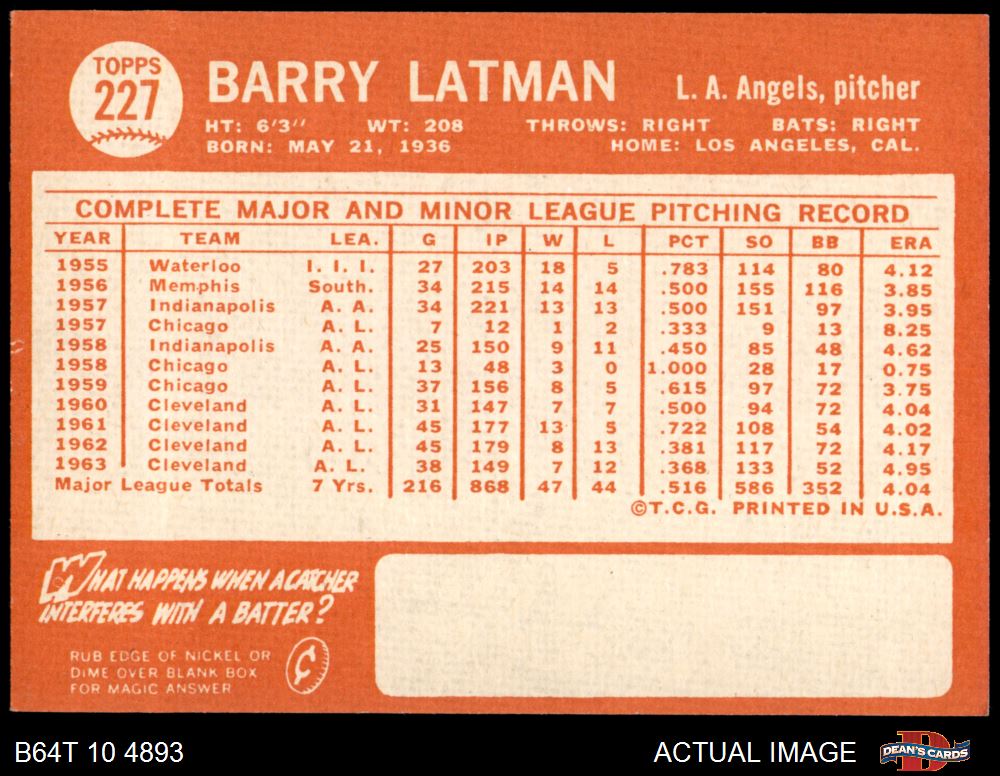 TOPPS
227
BARRY LATMAN
L. A. Angels, pitcher
HT: 6'3" WT: 208 THROWS: RIGHT BATS: RIGHT
BORN: MAY 21, 1936 HOME: LOS ANGELES, CAL.
COMPLETE MAJOR AND MINOR LEAGUE PITCHING RECORD
YEAR TEAM LEA. G IP W L PCT SO BB ERA
1955 Waterloo I. I. I. 27 203 18 5 .783 114 80 4.12
1956 Memphis South. 34 215 14 14 .500 155 116 3.85
1957 Indianapolis A. A. 34 221 13 13 .500 151 97 3.95
1957 Chicago A. L. 7 12 1 2 .333 9 13 8.25
1958 Indianapolis A. A. 25 150 9 11 .450 85 48 4.62
1958 Chicago A. L. 13 48 3 0 1.000 28 17 0.75
1959 Chicago A. L. 37 156 8 5 .615 97 72 3.75
1960 Cleveland A. L. 31 147 7 7 .500 94 72 4.04
1961 Cleveland A. L. 45 177 13 5 .722 108 54 4.02
1962 Cleveland A. L. 45 179 8 13 .381 117 72 4.17
1963 Cleveland A. L. 38 149 7 12 .368 133 52 4.95
Major League Totals 7 Yrs. 216 868 47 44 .516 586 352 4.04
©T.C.G. PRINTED IN U.S.A.
WHAT HAPPENS WHEN A CATCHER
INTERFERES WITH A BATTER?
RUB EDGE OF NICKEL OR
DIME OVER BLANK BOX
FOR MAGIC ANSWER
¢
B64T 10 4893 ACTUAL IMAGE DEAN'S CARDS